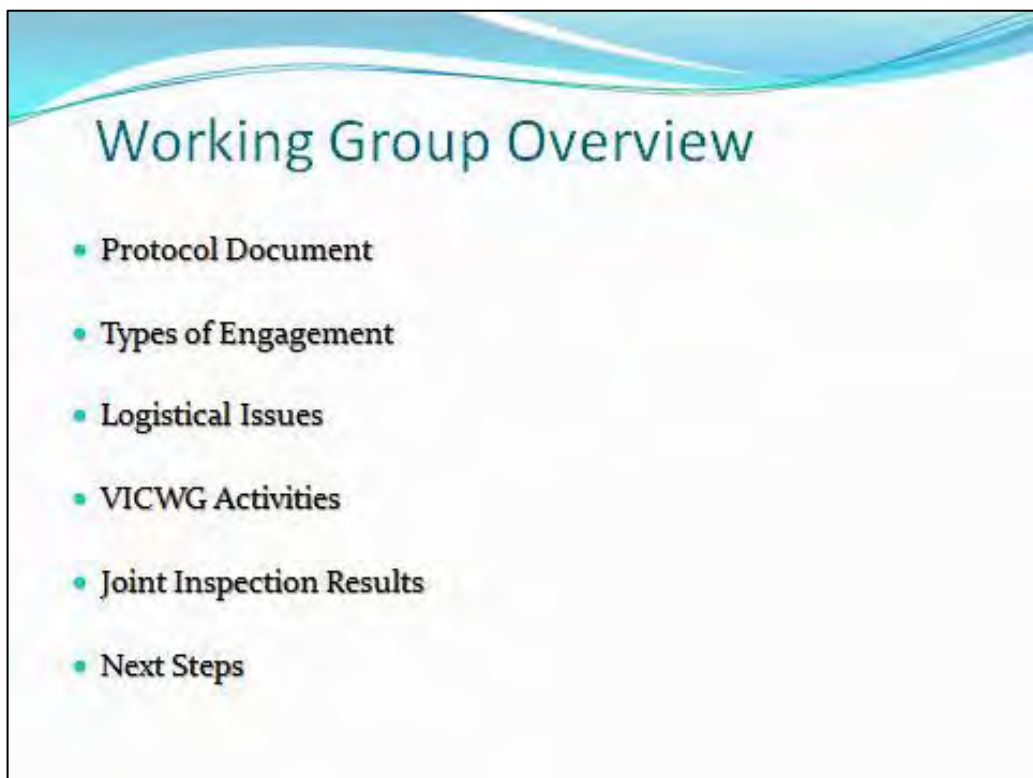 Working Group Overview
• Protocol Document
• Types of Engagement
• Logistical Issues
• VICWG Activities
• Joint Inspection Results
• Next Steps